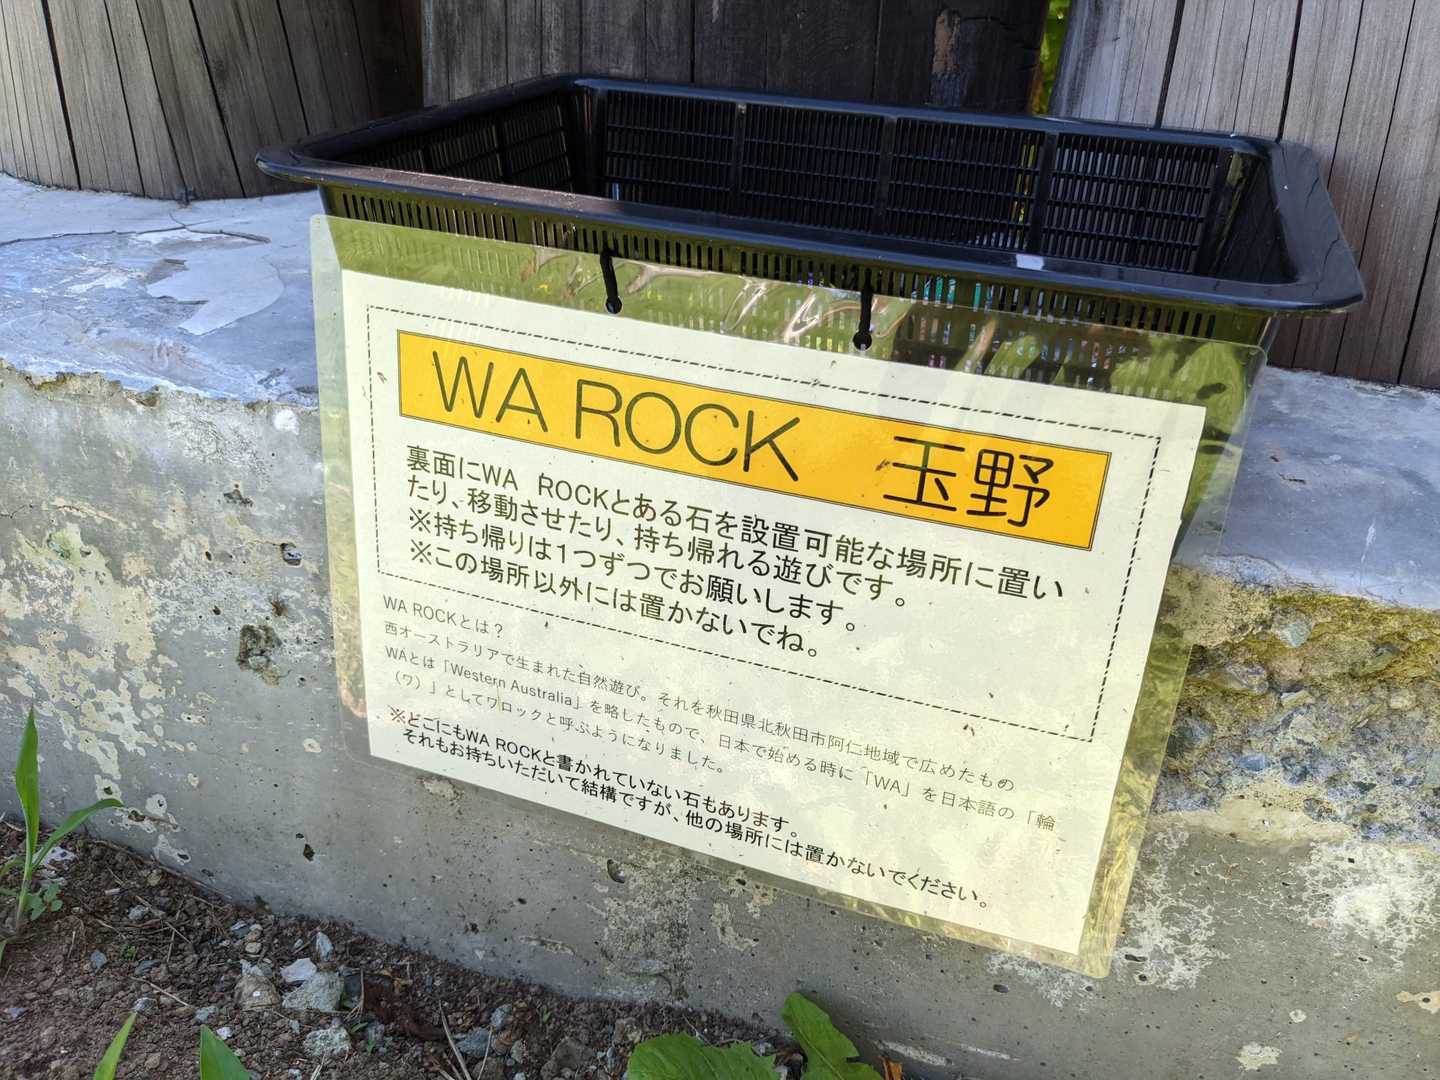 WA ROCK 玉野
裏面にWA ROCKとある石を設置可能な場所に置い
たり、移動させたり、持ち帰れる遊びです。
※持ち帰りは1つずつでお願いします。
※この場所以外には置かないでね。
WA ROCKとは？
西オーストラリアで生まれた自然遊び。それを秋田県北秋田市阿仁地域で広めたもの
WAとは「Western Australia」を略したもので、日本で始める時に「WA」を日本語の「輪
（ワ）」としてワロックと呼ぶようになりました。
※どこにもWA ROCKと書かれていない石もあります。
それもお持ちいただいて結構ですが、他の場所には置かないでください。